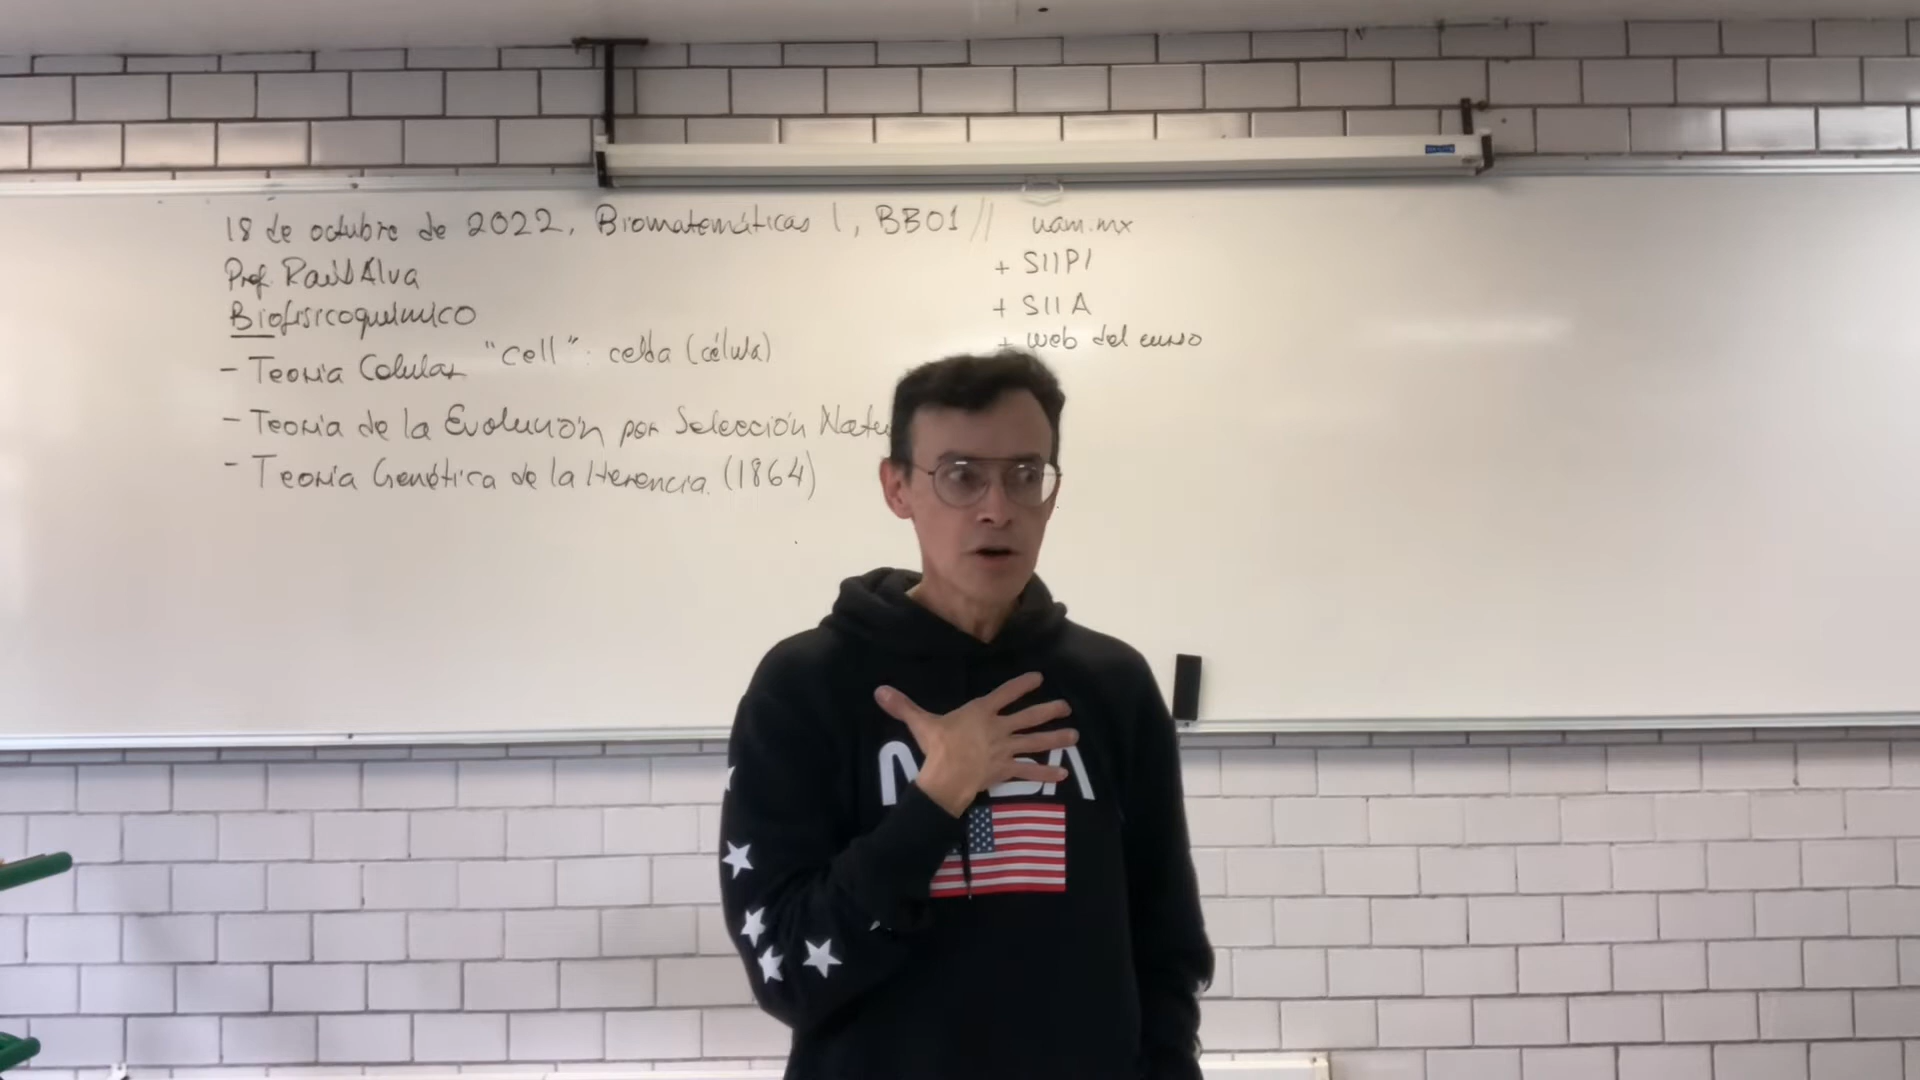 18 de octubre de 2022, Biomatemáticas I, BB01 //
Prof. Raúl Alva
Biofisicoquímico
- Teoría Celular "cell": celda (célula)
- Teoría de la Evolución por Selección Natu
- Teoría Genética de la Herencia. (1864)
uam.mx
+ SIIPI
+ SIIA
+ web del curso